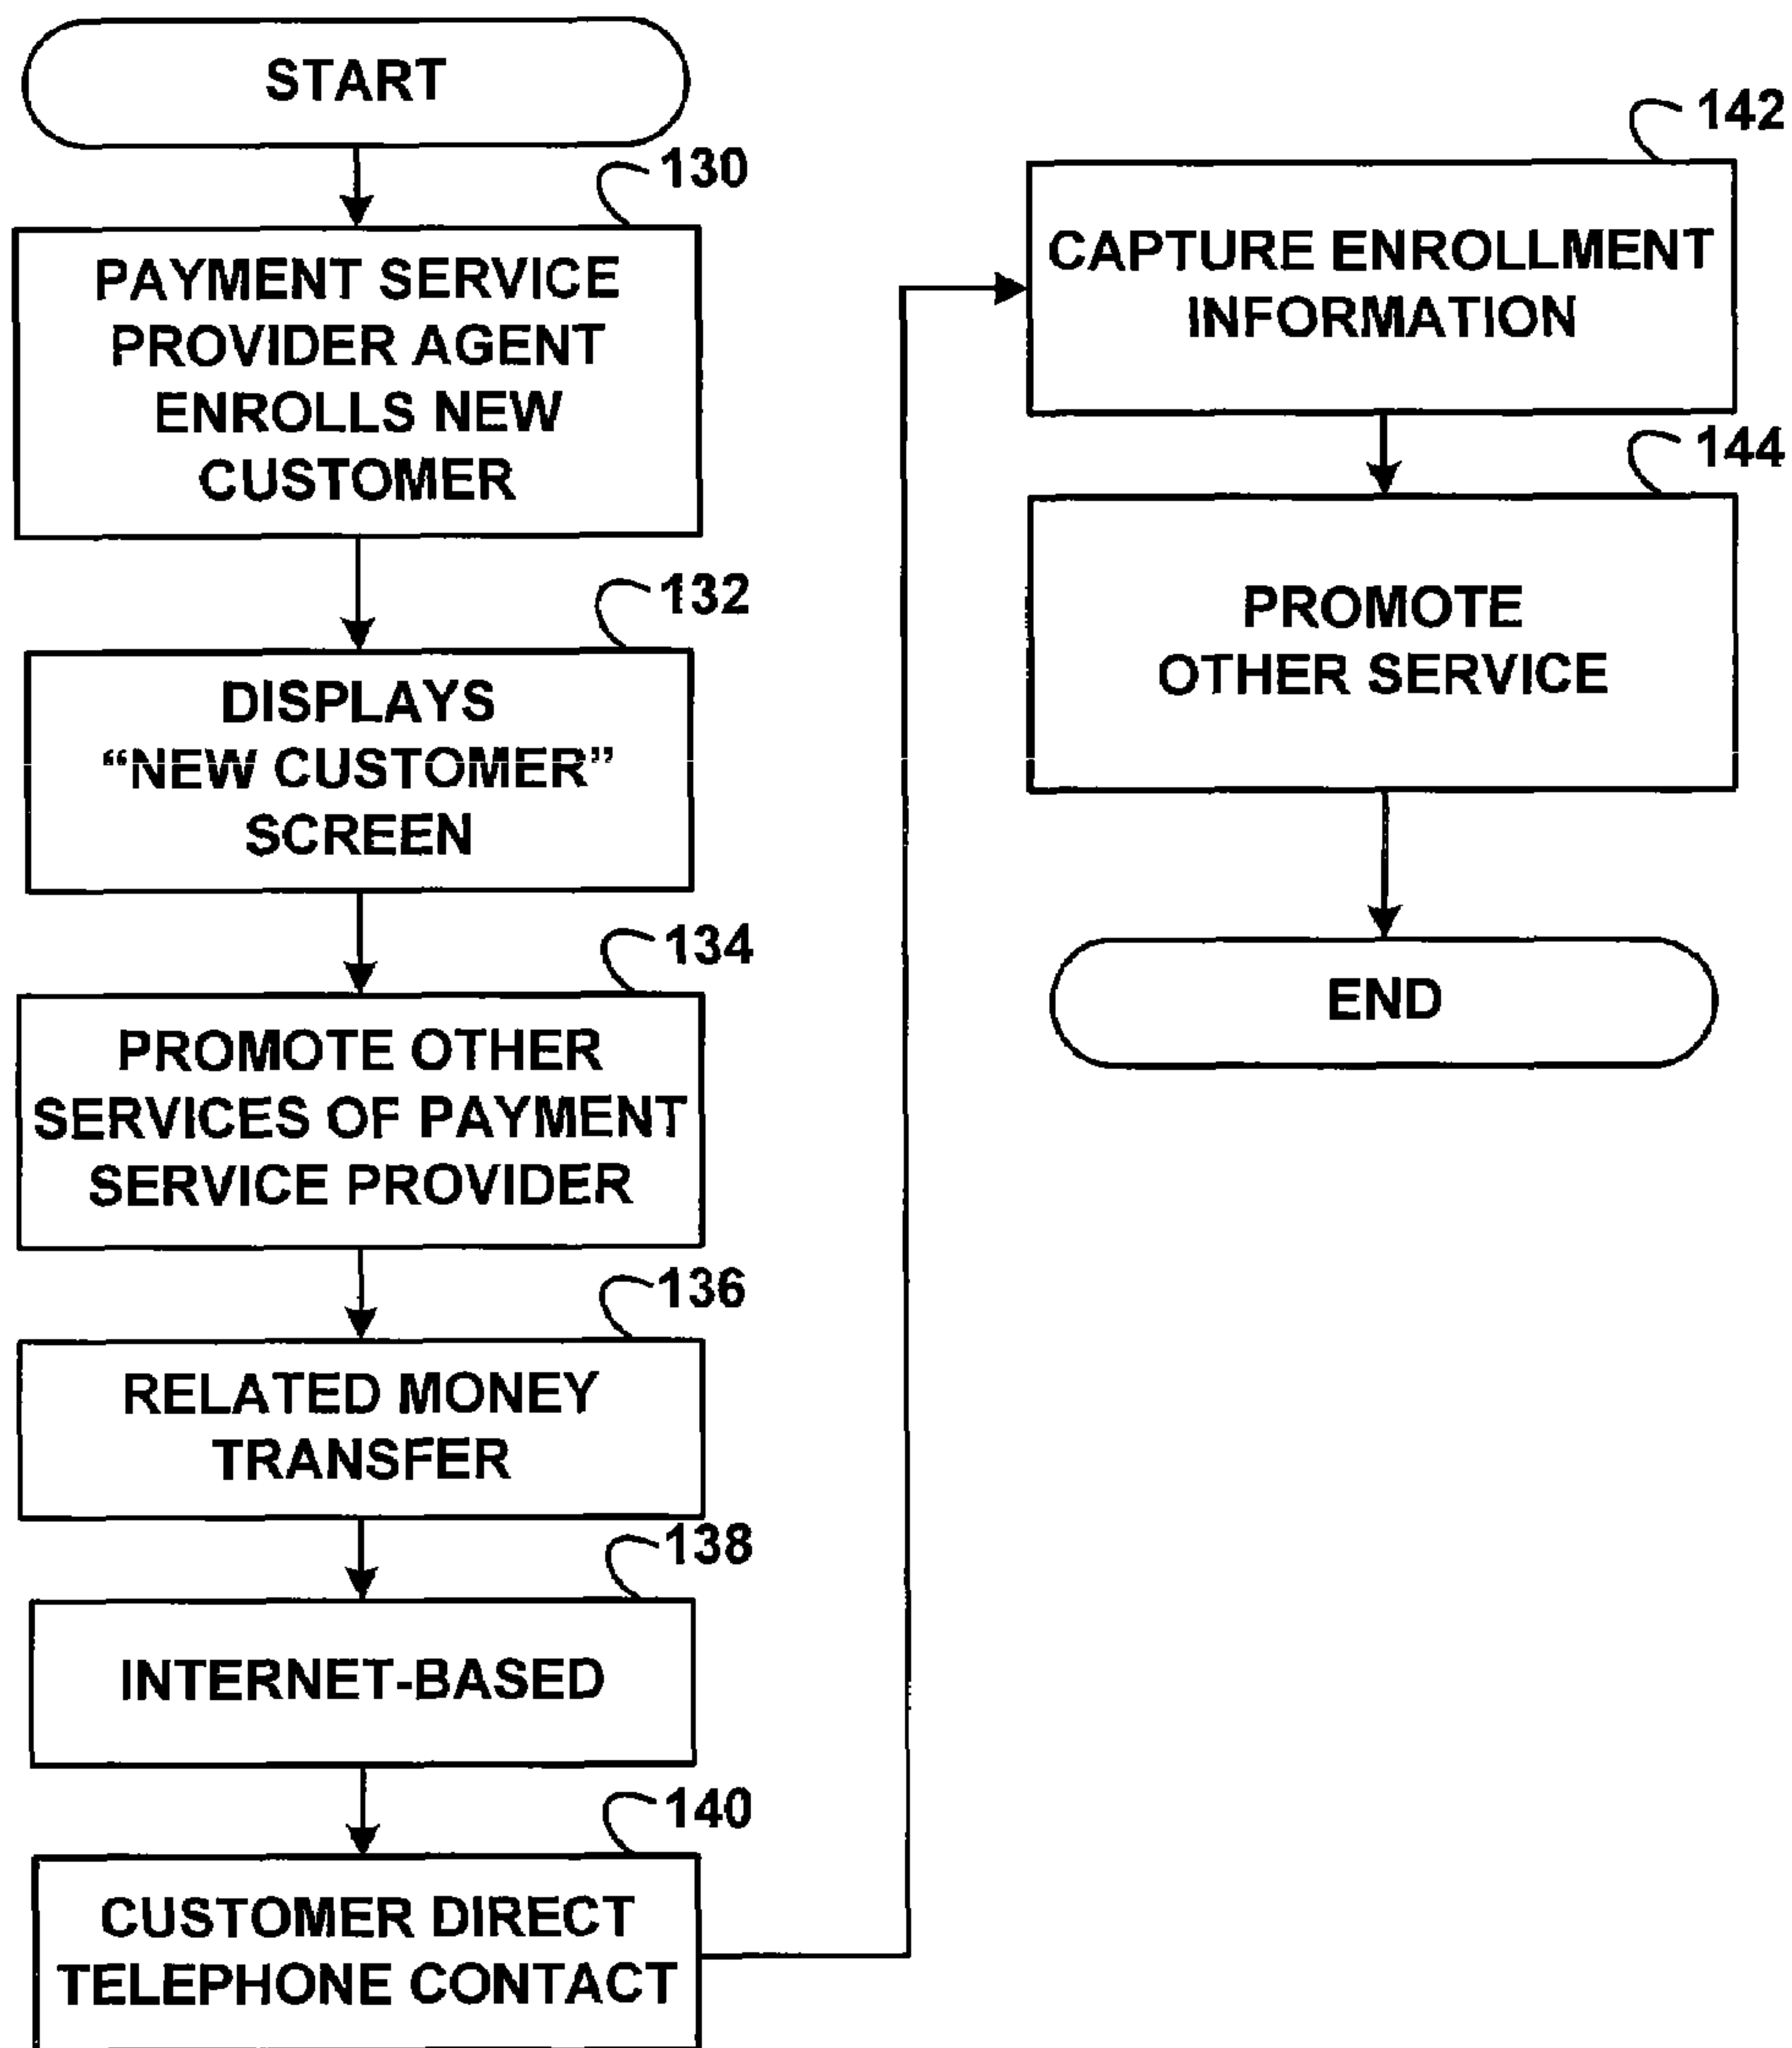 START
130
PAYMENT SERVICE
PROVIDER AGENT
ENROLLS NEW
CUSTOMER
132
DISPLAYS
“NEW CUSTOMER”
SCREEN
134
PROMOTE OTHER
SERVICES OF PAYMENT
SERVICE PROVIDER
136
RELATED MONEY
TRANSFER
138
INTERNET-BASED
140
CUSTOMER DIRECT
TELEPHONE CONTACT
142
CAPTURE ENROLLMENT
INFORMATION
144
PROMOTE
OTHER SERVICE
END